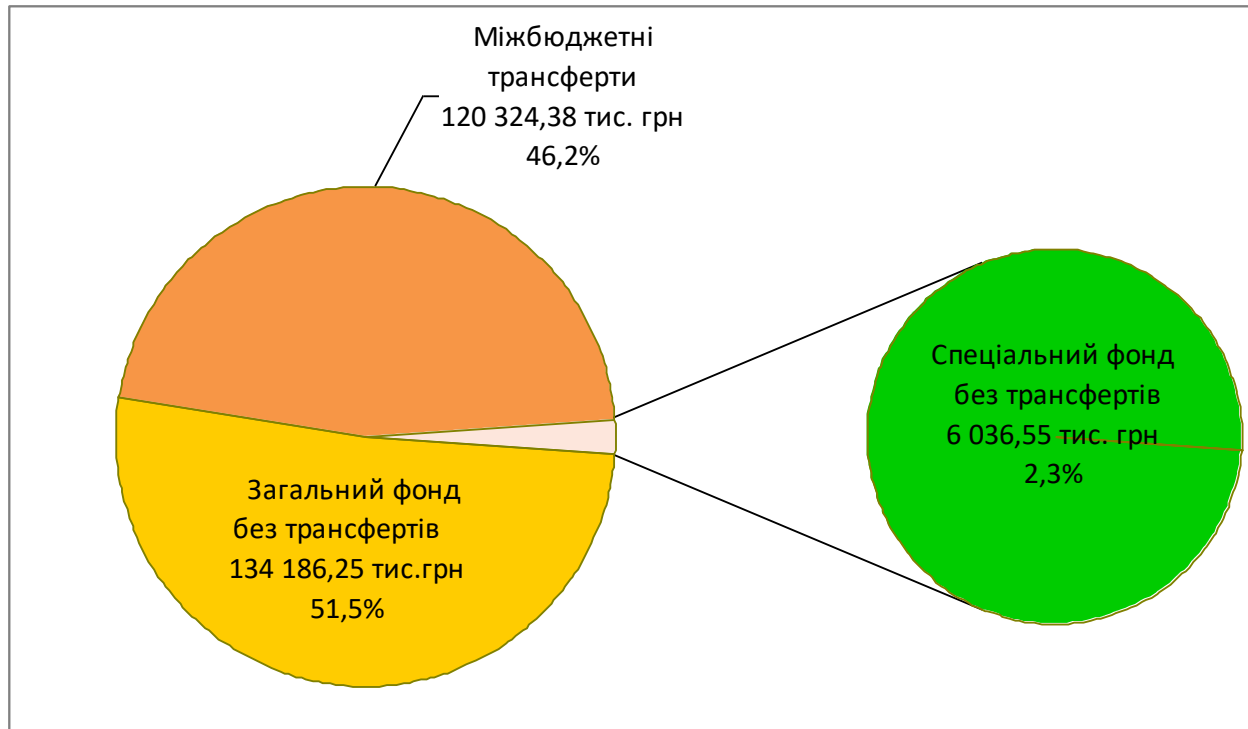 Міжбюджетні
трансферти
120 324,38 тис. грн
46,2%
Спеціальний фонд
без трансфертів
6 036,55 тис. грн
2,3%
Загальний фонд
без трансфертів
134 186,25 тис.грн
51,5%